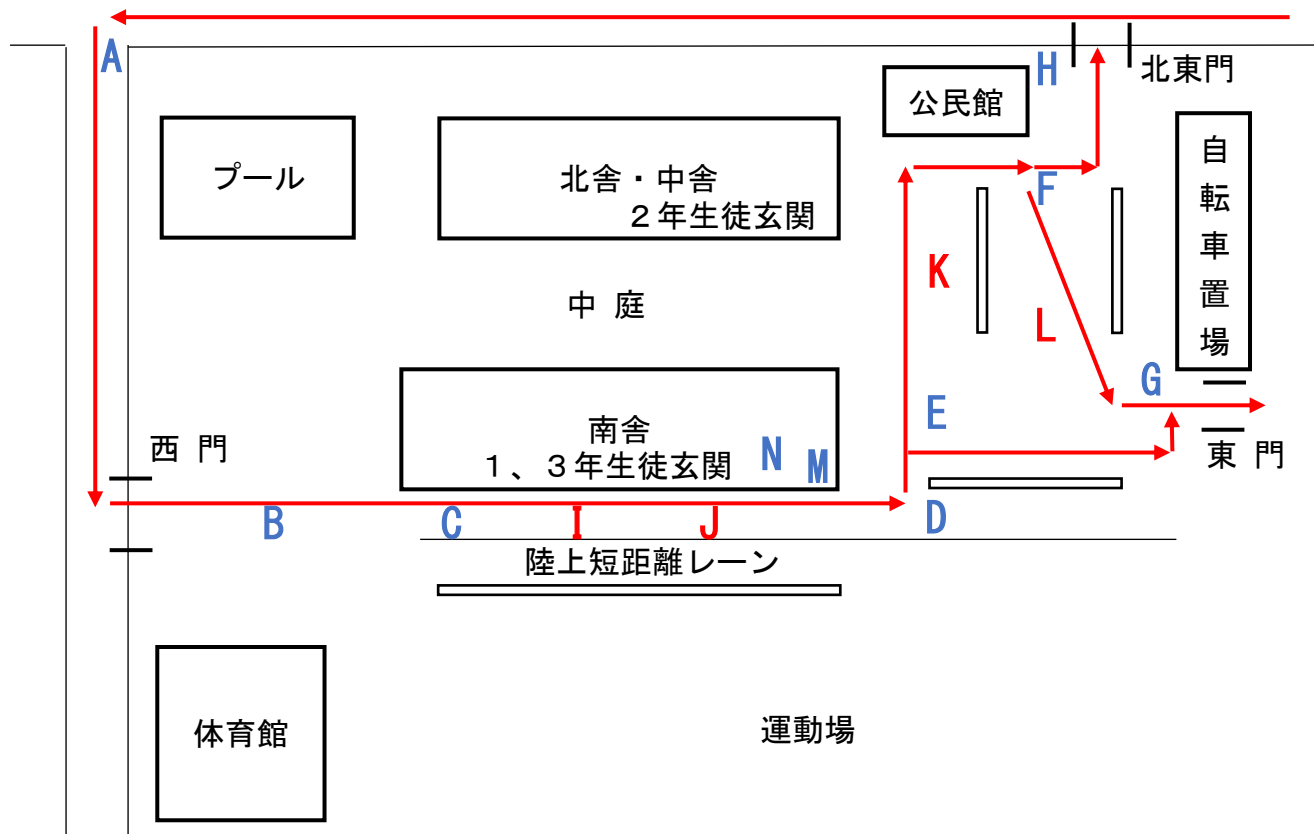 A
H
北東門
公民館
プール
北舎・中舎
２年生徒玄関
自転車置場
F
K
中 庭
L
G
E
西 門
南舎
１、３年生徒玄関
N
M
東 門
B
C
I
J
D
陸上短距離レーン
体育館
運動場